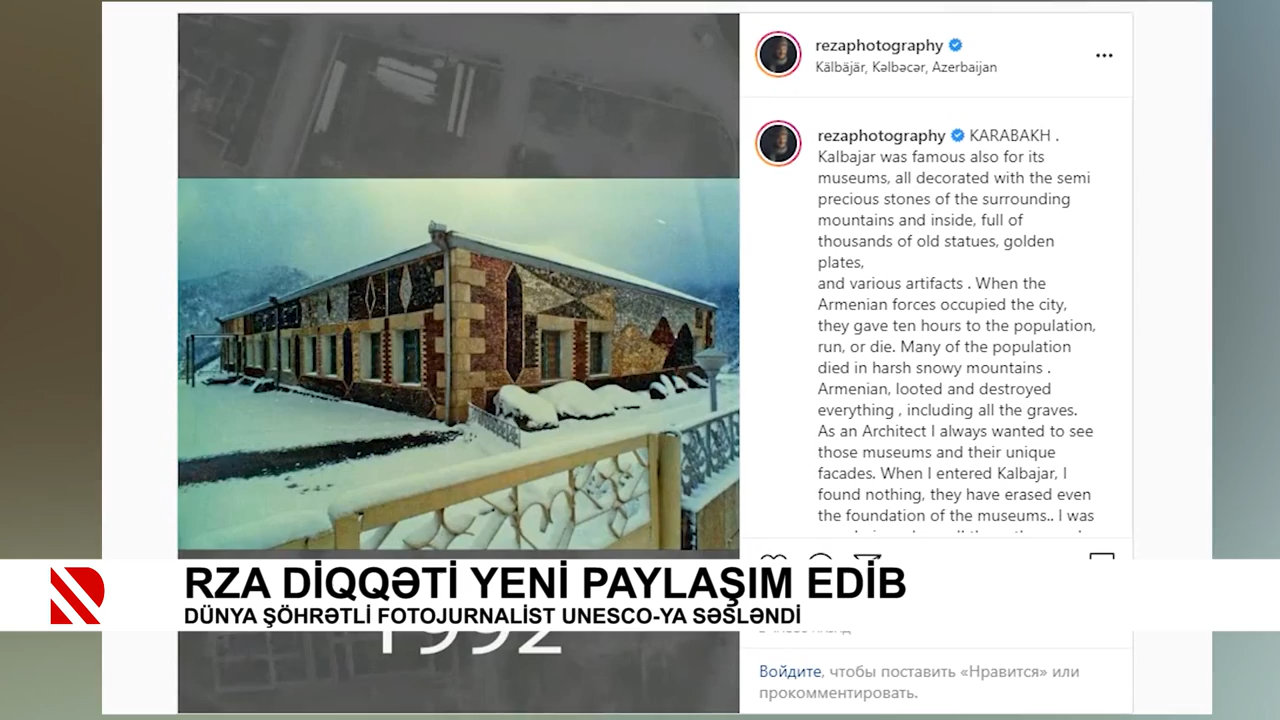 rezaphotography
Kälbäjär, Kəlbəcər, Azerbaijan
rezaphotography KARABAKH .
Kalbajar was famous also for its
museums, all decorated with the semi
precious stones of the surrounding
mountains and inside, full of
thousands of old statues, golden
plates,
and various artifacts . When the
Armenian forces occupied the city,
they gave ten hours to the population,
run, or die. Many of the population
died in harsh snowy mountains .
Armenian, looted and destroyed
everything , including all the graves.
As an Architect I always wanted to see
those museums and their unique
facades. When I entered Kalbajar, I
found nothing, they have erased even
the foundation of the museums.. I was
RZA DİQQƏTİ YENİ PAYLAŞIM EDİB
DÜNYA ŞÖHRƏTLİ FOTOJURNALİST UNESCO-YA SƏSLƏNDİ
1992
Войдите, чтобы поставить «Нравится» или
прокомментировать.